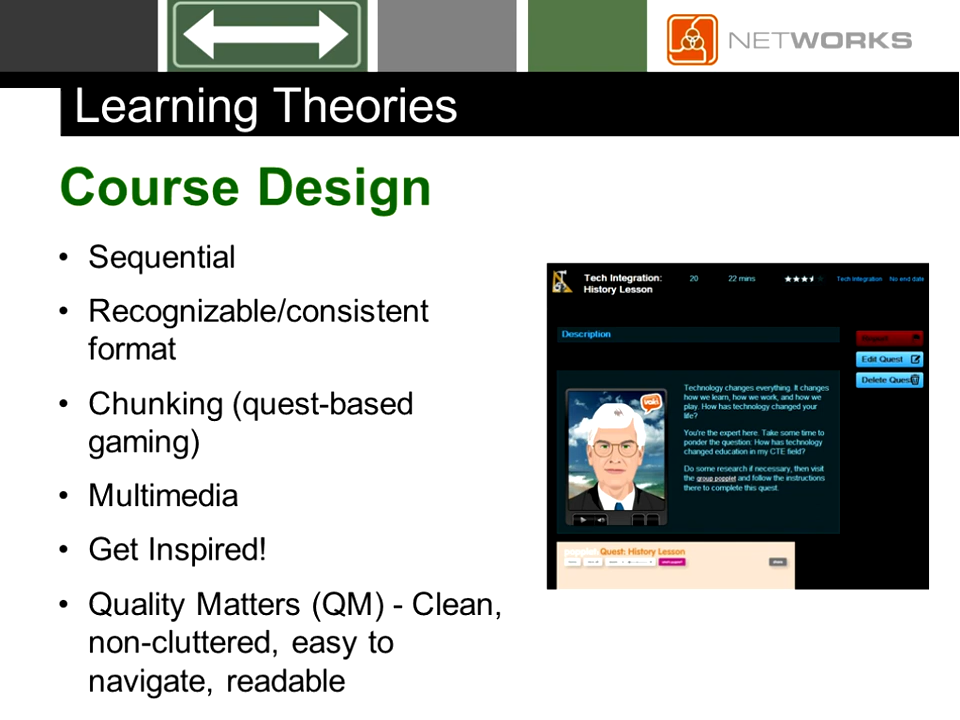 NETWORKS
Learning Theories
Course Design
• Sequential
• Recognizable/consistent
format
• Chunking (quest-based
gaming)
• Multimedia
• Get Inspired!
• Quality Matters (QM) - Clean,
non-cluttered, easy to
navigate, readable
Tech Integration:
History Lesson
20
22 mins
Tech Integration
No end date
Description
Edit Quest
Delete Quest
Technology changes everything. It changes
how we learn, how we work, and how we
play. How has technology changed your
life?
You're the expert here. Take some time to
ponder the question: How has technology
changed education in my CTE field?
Do some research if necessary, then visit
the group popplet and follow the instructions
there to complete this quest.
Quest: History Lesson